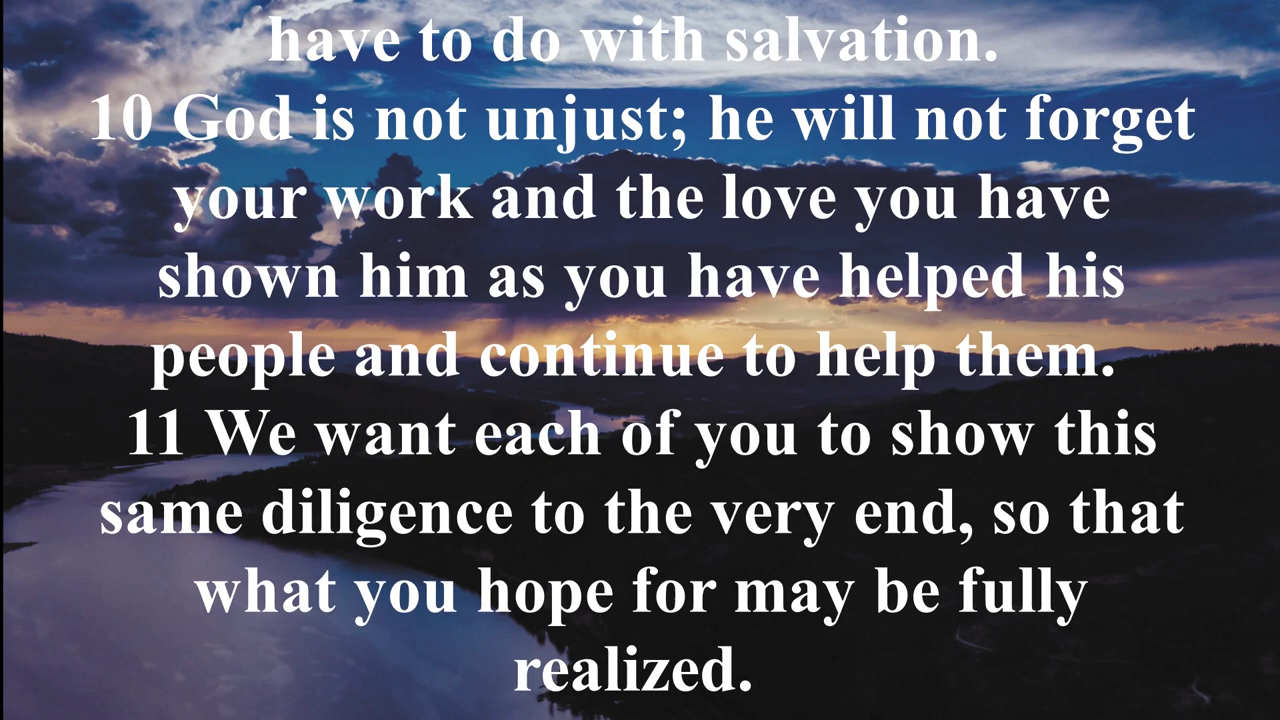 have to do with salvation.
10 God is not unjust; he will not forget
your work and the love you have
shown him as you have helped his
people and continue to help them.
11 We want each of you to show this
same diligence to the very end, so that
what you hope for may be fully
realized.